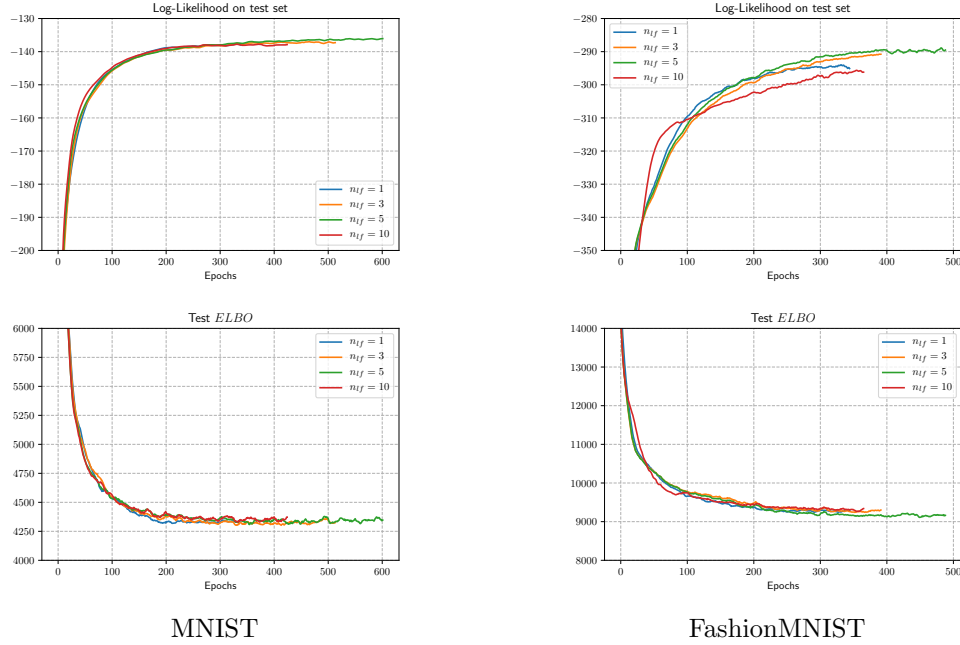 Log-Likelihood on test set
−130
−140
−150
−160
−170
−180
−190
−200
0 100 200 300 400 500 600
Epochs
n_lf = 1
n_lf = 3
n_lf = 5
n_lf = 10
Log-Likelihood on test set
−280
−290
−300
−310
−320
−330
−340
−350
0 100 200 300 400 500
Epochs
n_lf = 1
n_lf = 3
n_lf = 5
n_lf = 10
Test ELBO
6000
5750
5500
5250
5000
4750
4500
4250
4000
0 100 200 300 400 500 600
Epochs
n_lf = 1
n_lf = 3
n_lf = 5
n_lf = 10
Test ELBO
14000
13000
12000
11000
10000
9000
8000
0 100 200 300 400 500
Epochs
n_lf = 1
n_lf = 3
n_lf = 5
n_lf = 10
MNIST
FashionMNIST